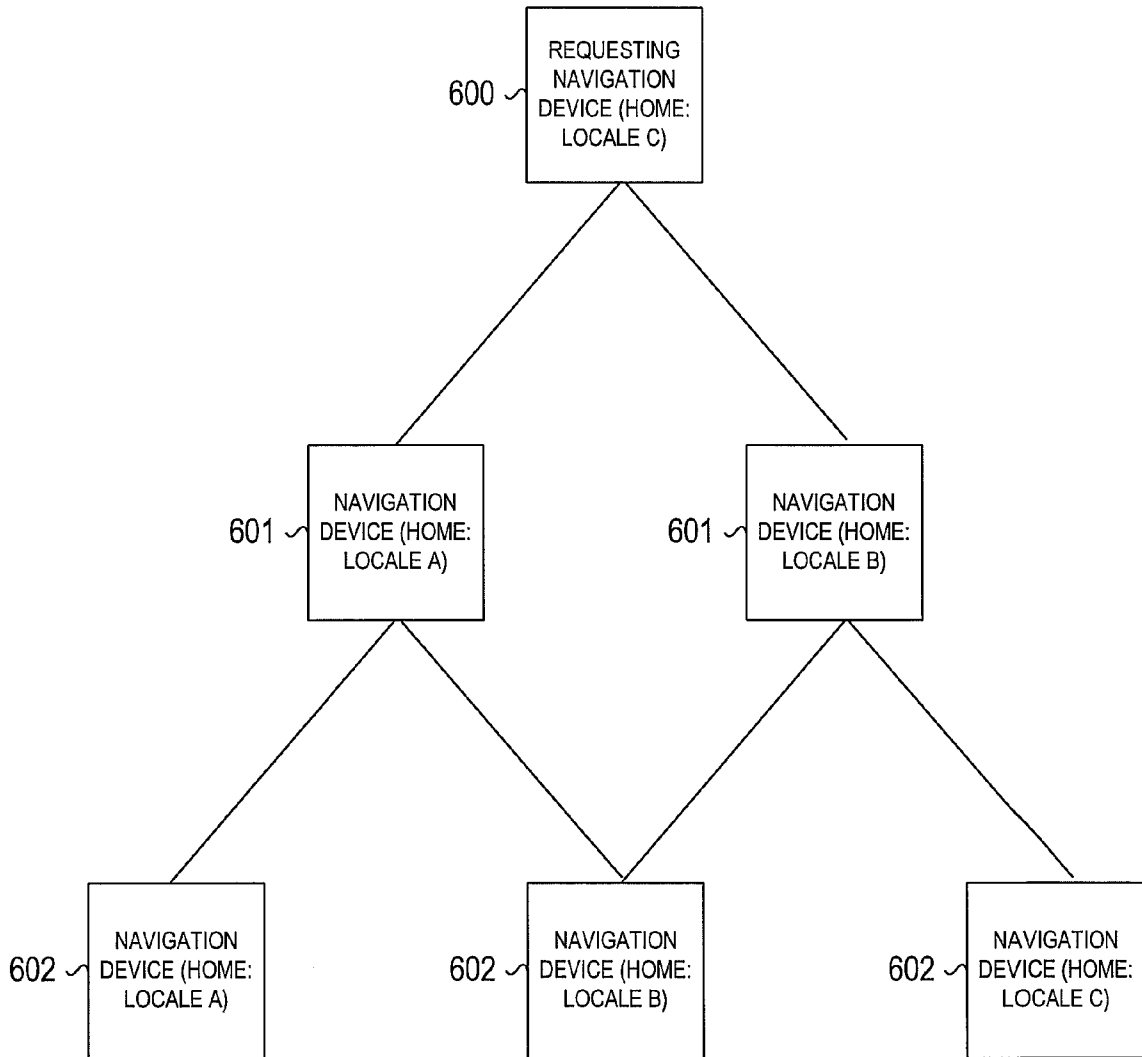 REQUESTING
NAVIGATION
DEVICE (HOME:
LOCALE C)
600
NAVIGATION
DEVICE (HOME:
LOCALE A)
601
NAVIGATION
DEVICE (HOME:
LOCALE B)
601
NAVIGATION
DEVICE (HOME:
LOCALE A)
602
NAVIGATION
DEVICE (HOME:
LOCALE B)
602
NAVIGATION
DEVICE (HOME:
LOCALE C)
602